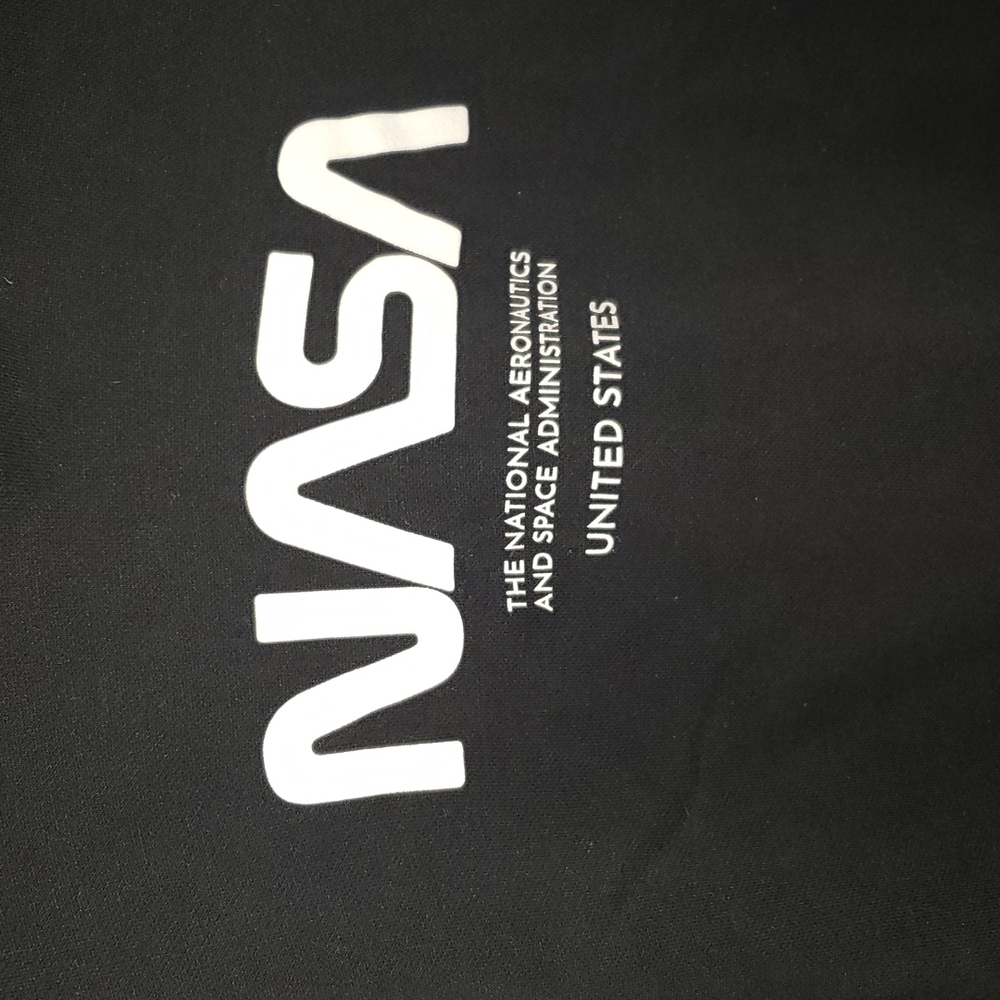 NASA
THE NATIONAL AERONAUTICS
AND SPACE ADMINISTRATION
UNITED STATES